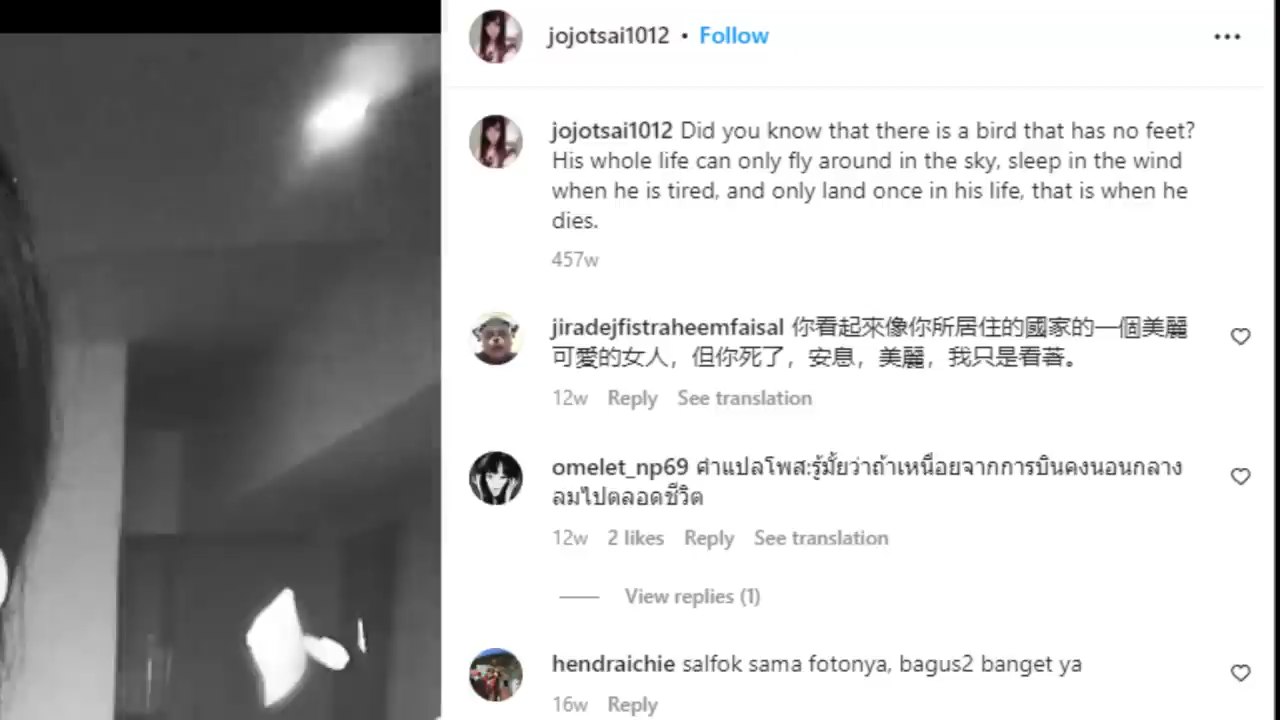 jojotsai1012 • Follow
jojotsai1012 Did you know that there is a bird that has no feet?
His whole life can only fly around in the sky, sleep in the wind
when he is tired, and only land once in his life, that is when he
dies.
457w
jiradejfistraheemfaisal 你看起來像你所居住的國家的一個美麗
可愛的女人，但你死了，安息，美麗，我只是看著。
12w Reply See translation
omelet_np69 คำแปลโพส:รู้มั้ยว่าถ้าเหนื่อยจากการบินคงนอนกลาง
ลมไปตลอดชีวิต
12w 2 likes Reply See translation
View replies (1)
hendraichie salfok sama fotonya, bagus2 banget ya
16w Reply